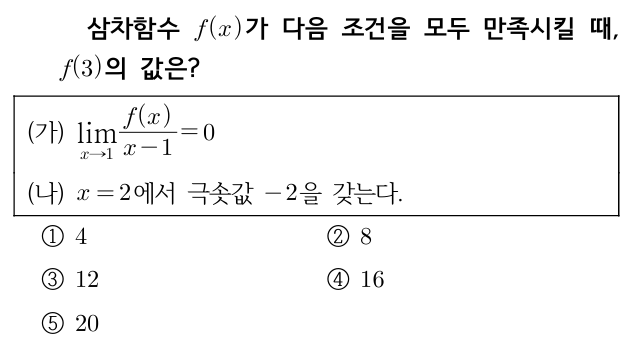 삼차함수 f(x)가 다음 조건을 모두 만족시킬 때,
f(3)의 값은?
(가) lim_{x→1} f(x)/(x−1) = 0
(나) x=2에서 극솟값 −2을 갖는다.
① 4 ② 8
③ 12 ④ 16
⑤ 20